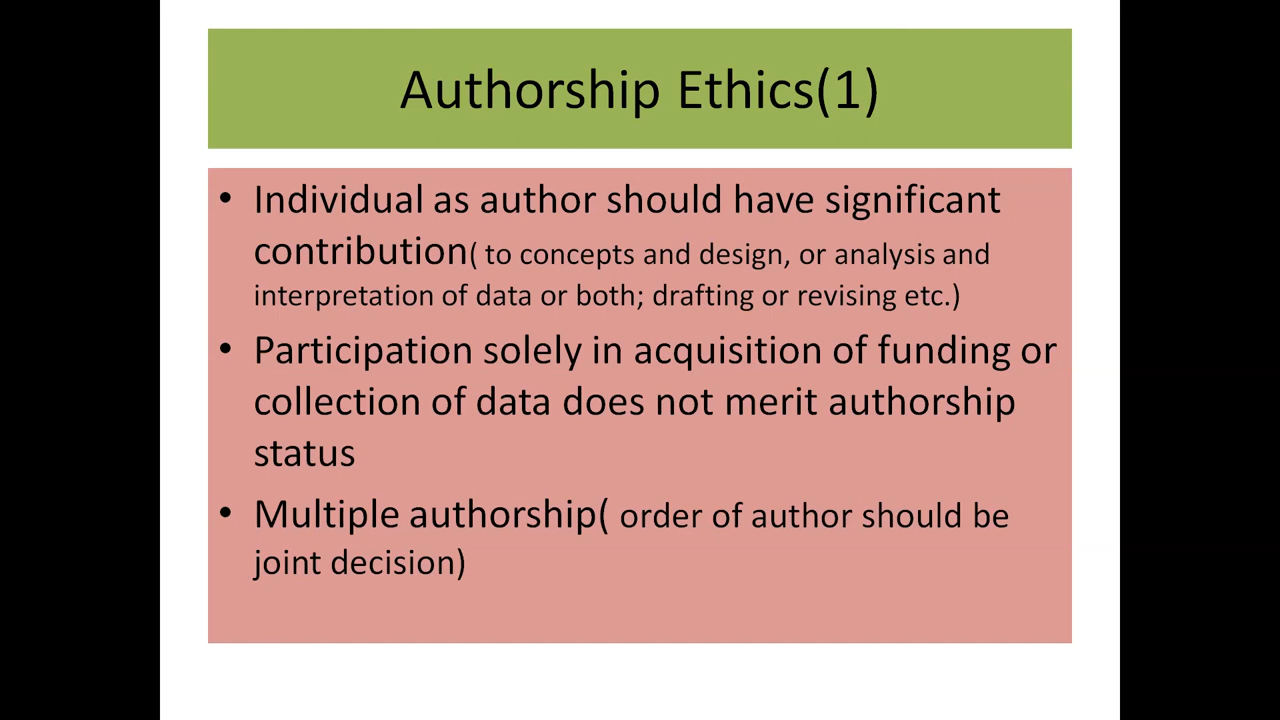 Authorship Ethics(1)
• Individual as author should have significant
contribution( to concepts and design, or analysis and
interpretation of data or both; drafting or revising etc.)
• Participation solely in acquisition of funding or
collection of data does not merit authorship
status
• Multiple authorship( order of author should be
joint decision)